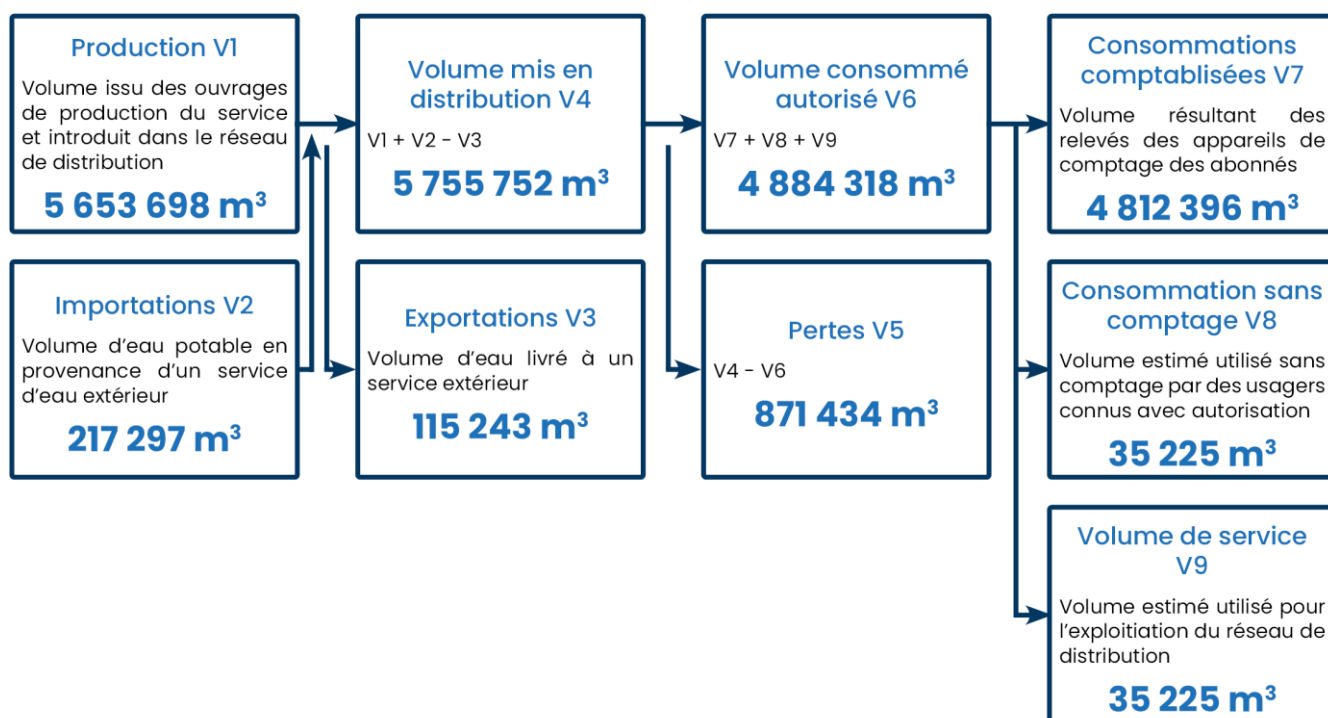 Production V1
Volume issu des ouvrages
de production du service
et introduit dans le réseau
de distribution
5 653 698 m³
Importations V2
Volume d'eau potable en
provenance d'un service
d'eau extérieur
217 297 m³
Volume mis en
distribution V4
V1 + V2 - V3
5 755 752 m³
Exportations V3
Volume d'eau livré à un
service extérieur
115 243 m³
Volume consommé
autorisé V6
V7 + V8 + V9
4 884 318 m³
Pertes V5
V4 - V6
871 434 m³
Consommations
comptablisées V7
Volume résultant des
relevés des appareils de
comptage des abonnés
4 812 396 m³
Consommation sans
comptage V8
Volume estimé utilisé sans
comptage par des usagers
connus avec autorisation
35 225 m³
Volume de service
V9
Volume estimé utilisé pour
l'exploitiation du réseau de
distribution
35 225 m³